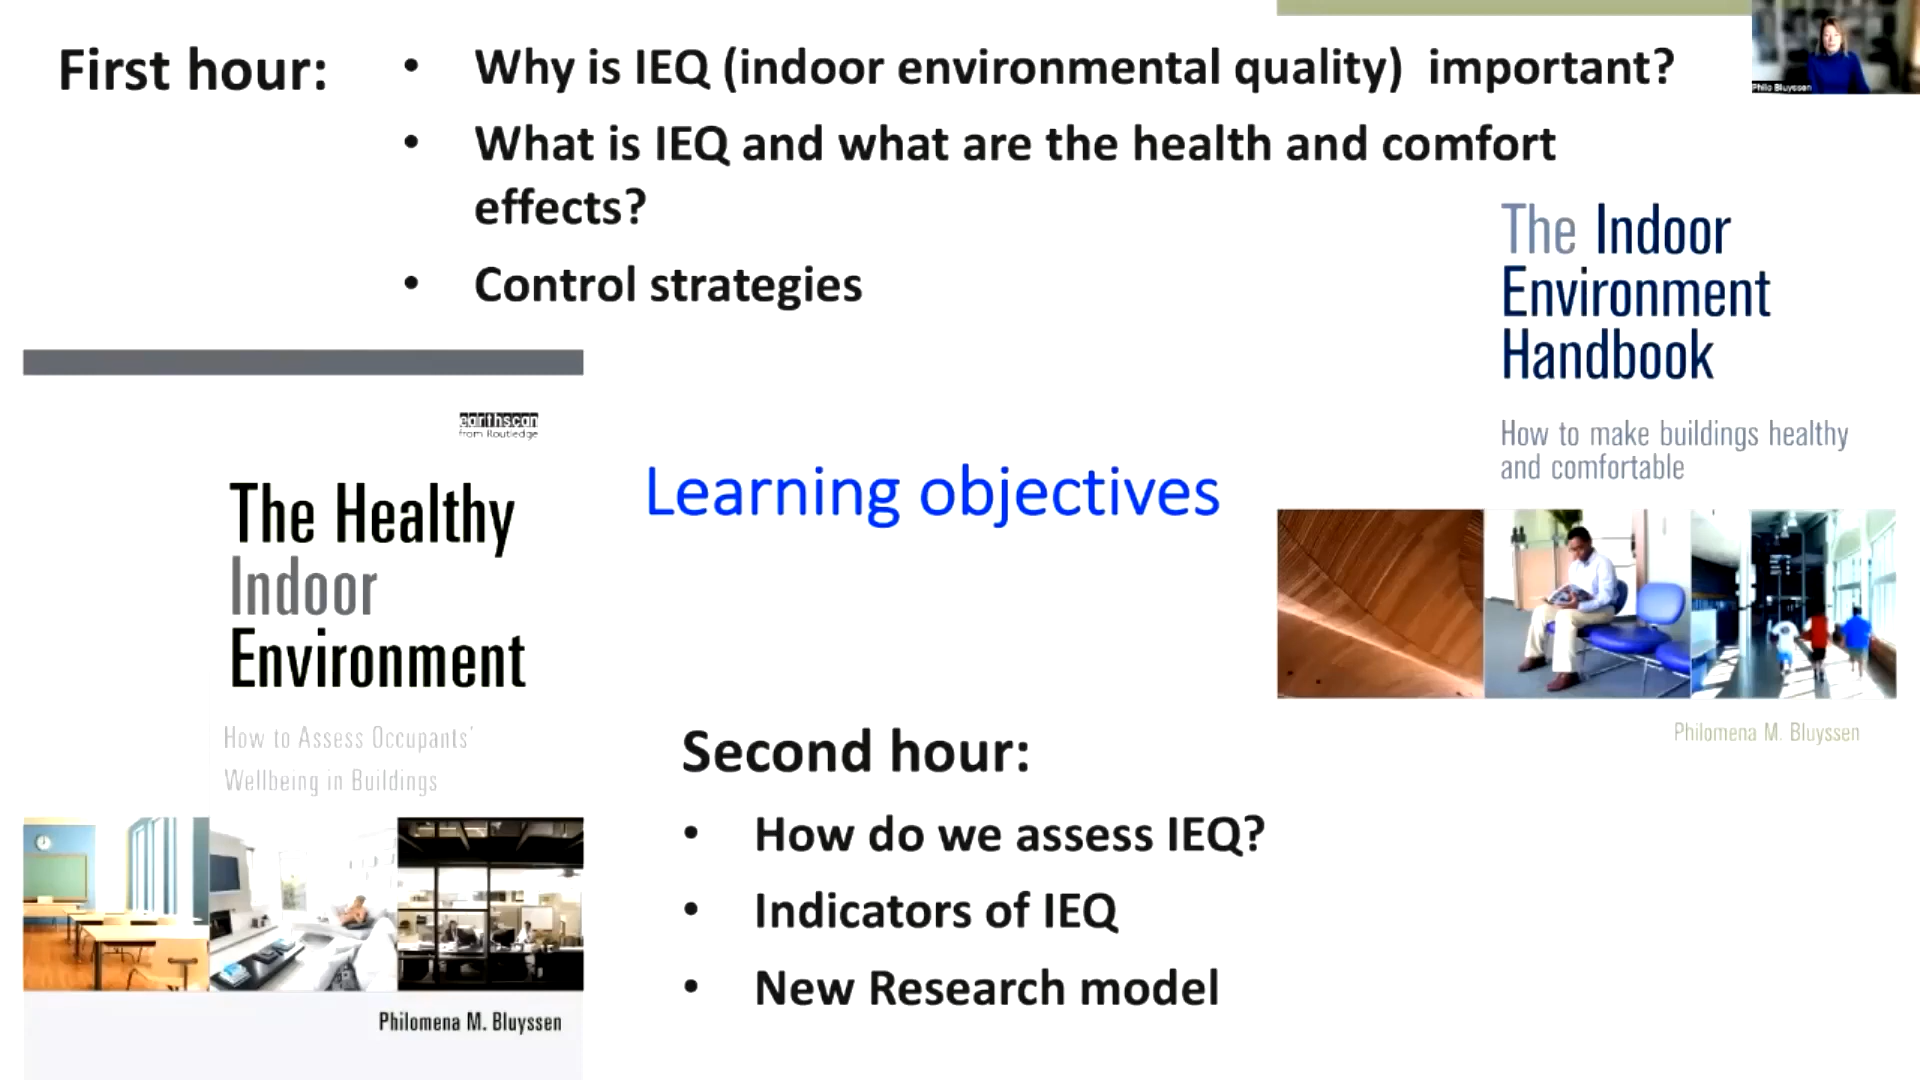 First hour:
• Why is IEQ (indoor environmental quality) important?
• What is IEQ and what are the health and comfort
effects?
• Control strategies
Philo Bluyssen
The Indoor
Environment
Handbook
How to make buildings healthy
and comfortable
Philomena M. Bluyssen
earthscan
from Routledge
The Healthy
Indoor
Environment
How to Assess Occupants'
Wellbeing in Buildings
Philomena M. Bluyssen
Learning objectives
Second hour:
• How do we assess IEQ?
• Indicators of IEQ
• New Research model